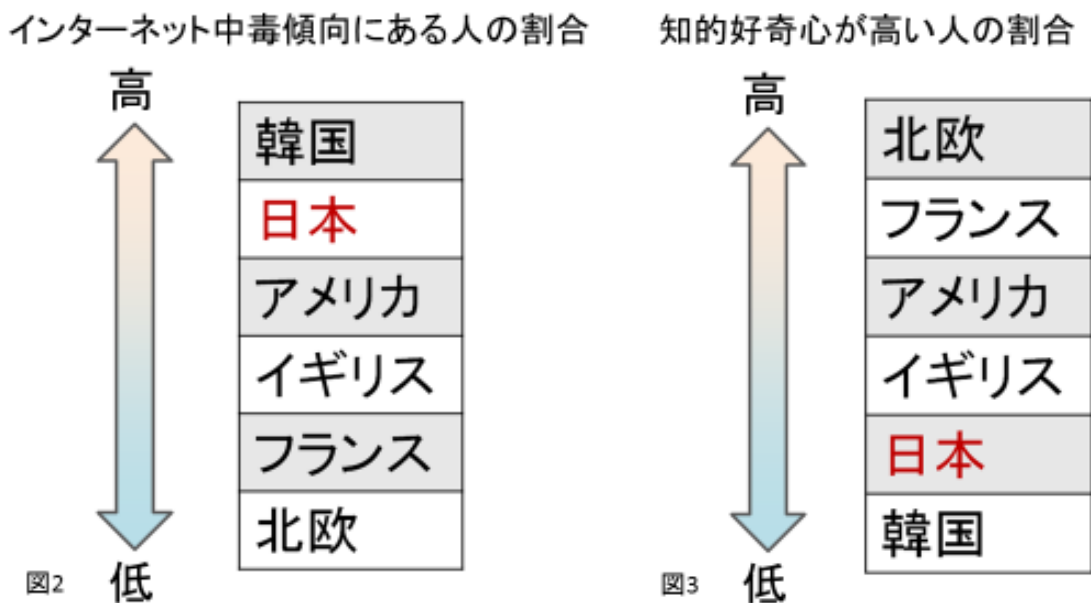 インターネット中毒傾向にある人の割合
高
韓国
日本
アメリカ
イギリス
フランス
北欧
低
図2
知的好奇心が高い人の割合
高
北欧
フランス
アメリカ
イギリス
日本
韓国
低
図3